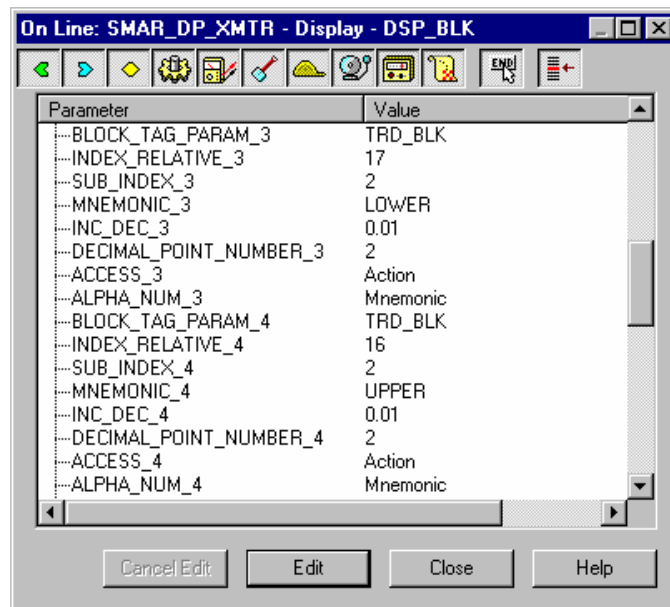 On Line: SMAR_DP_XMTR - Display - DSP_BLK
END
Parameter Value
BLOCK_TAG_PARAM_3 TRD_BLK
INDEX_RELATIVE_3 17
SUB_INDEX_3 2
MNEMONIC_3 LOWER
INC_DEC_3 0.01
DECIMAL_POINT_NUMBER_3 2
ACCESS_3 Action
ALPHA_NUM_3 Mnemonic
BLOCK_TAG_PARAM_4 TRD_BLK
INDEX_RELATIVE_4 16
SUB_INDEX_4 2
MNEMONIC_4 UPPER
INC_DEC_4 0.01
DECIMAL_POINT_NUMBER_4 2
ACCESS_4 Action
ALPHA_NUM_4 Mnemonic
Cancel Edit Edit Close Help